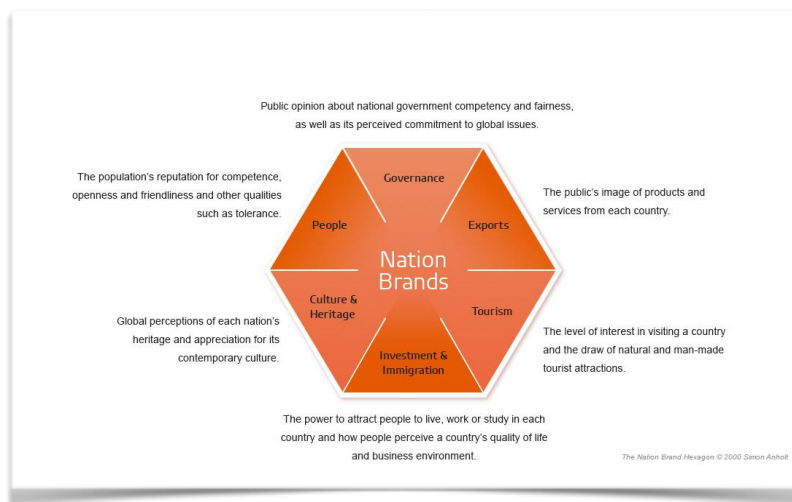 Public opinion about national government competency and fairness,
as well as its perceived commitment to global issues.
Governance
The population's reputation for competence,
openness and friendliness and other qualities
such as tolerance.
People
Exports
The public's image of products and
services from each country.
Nation
Brands
Culture &
Heritage
Tourism
Global perceptions of each nation's
heritage and appreciation for its
contemporary culture.
The level of interest in visiting a country
and the draw of natural and man-made
tourist attractions.
Investment &
Immigration
The power to attract people to live, work or study in each
country and how people perceive a country's quality of life
and business environment.
The Nation Brand Hexagon © 2000 Simon Anholt